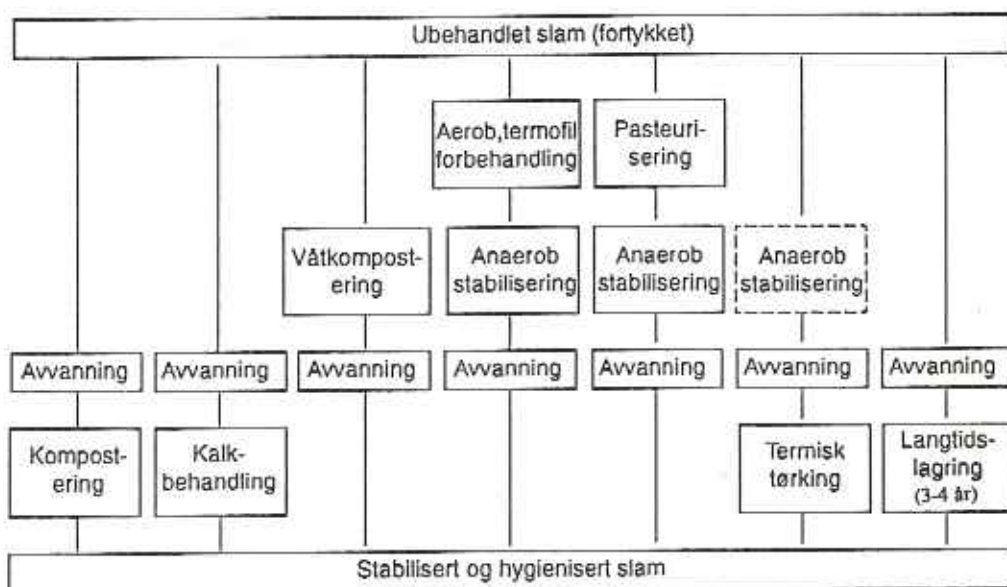 Ubehandlet slam (fortykket)
Aerob,termofil
forbehandling
Pasteuri-
sering
Våtkompost-
ering
Anaerob
stabilisering
Anaerob
stabilisering
Anaerob
stabilisering
Avvanning
Avvanning
Avvanning
Avvanning
Avvanning
Avvanning
Avvanning
Kompost-
ering
Kalk-
behandling
Termisk
tørking
Langtids-
lagring
(3-4 år)
Stabilisert og hygienisert slam